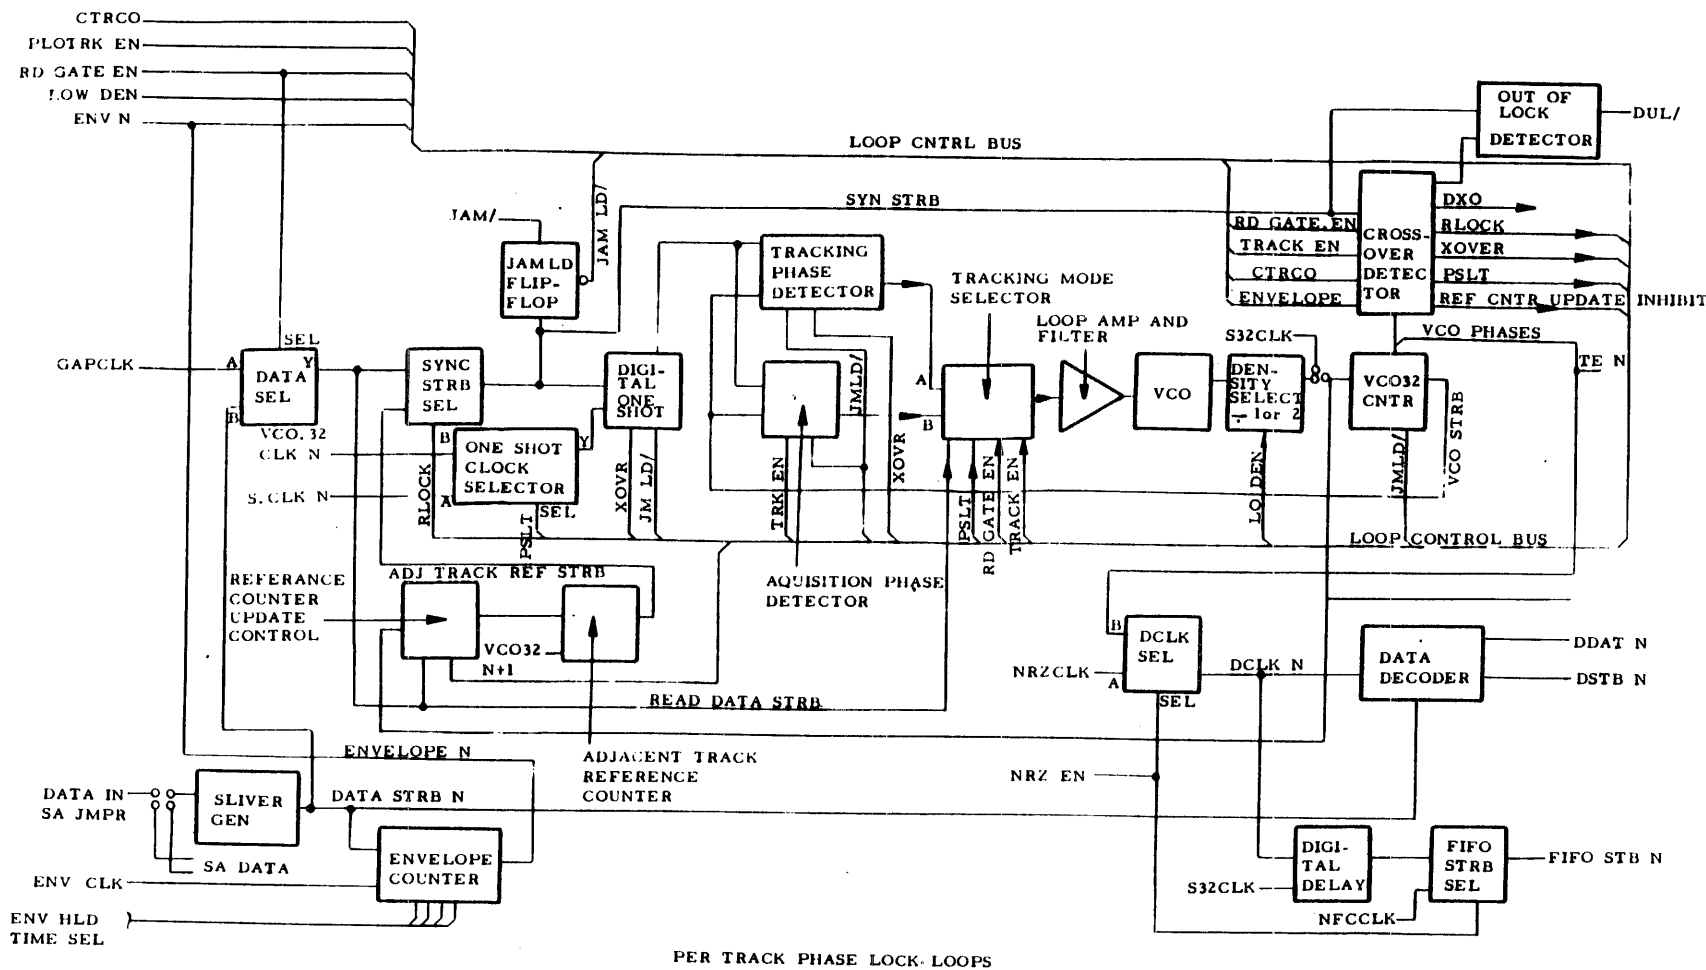 CTRCO
PLOTRK EN
RD GATE EN
LOW DEN
ENV N
LOOP CNTRL BUS
OUT OF
LOCK
DETECTOR
DUL/
JAM/
JAM LD/
SYN STRB
JAMLD
FLIP-
FLOP
TRACKING
PHASE
DETECTOR
TRACKING MODE
SELECTOR
LOOP AMP AND
FILTER
RD GATE.EN
TRACK EN
CTRCO
ENVELOPE
CROSS-
OVER
DETEC
TOR
DXO
RLOCK
XOVER
PSLT
REF CNTR UPDATE INHIBIT
VCO PHASES
TE N
GAPCLK
SEL
A
Y
DATA
SEL
B
SYNC
STRB
SEL
B
DIGI-
TAL
ONE
SHOT
VCO.32
CLK N
ONE SHOT
CLOCK
SELECTOR
Y
A
SEL
S.CLK N
RLOCK
PSLT
XOVR
JM LD/
JMLD/
TRK EN
XOVR
A
B
PSLT
RD GATE EN
TRACK EN
VCO
S32CLK
DEN-
SITY
SELECT
— 1or 2
LO DEN
VCO32
CNTR
JMLD/
VCO STRB
LOOP CONTROL BUS
ADJ TRACK REF STRB
REFERANCE
COUNTER
UPDATE
CONTROL
VCO32
N+1
AQUISITION PHASE
DETECTOR
READ DATA STRB
B
DCLK
SEL
NRZCLK
A
SEL
DCLK N
DATA
DECODER
DDAT N
DSTB N
ENVELOPE N
ADJACENT TRACK
REFERENCE
COUNTER
NRZ EN
DATA IN
SA JMPR
SLIVER
GEN
DATA STRB N
SA DATA
ENVELOPE
COUNTER
ENV CLK
ENV HLD
TIME SEL
DIGI-
TAL
DELAY
S32CLK
FIFO
STRB
SEL
FIFO STB N
NFCCLK
PER TRACK PHASE LOCK LOOPS